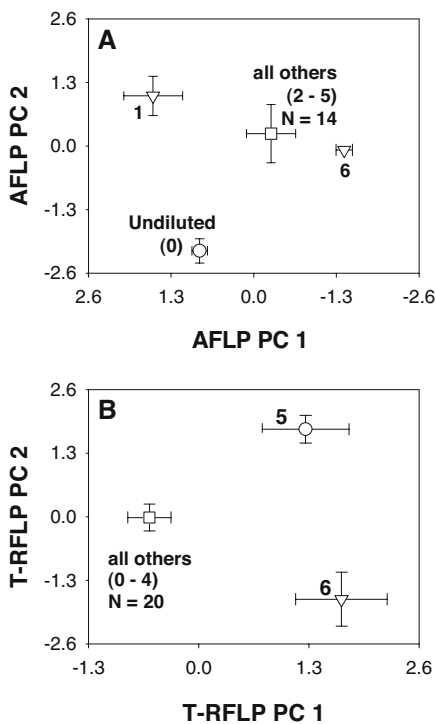 A
2.6
1.3
0.0
-1.3
-2.6
AFLP PC 2
1
all others
(2 - 5)
N = 14
6
Undiluted
(0)
2.6 1.3 0.0 -1.3 -2.6
AFLP PC 1
B
2.6
1.3
0.0
-1.3
-2.6
T-RFLP PC 2
5
all others
(0 - 4)
N = 20
6
-1.3 0.0 1.3 2.6
T-RFLP PC 1